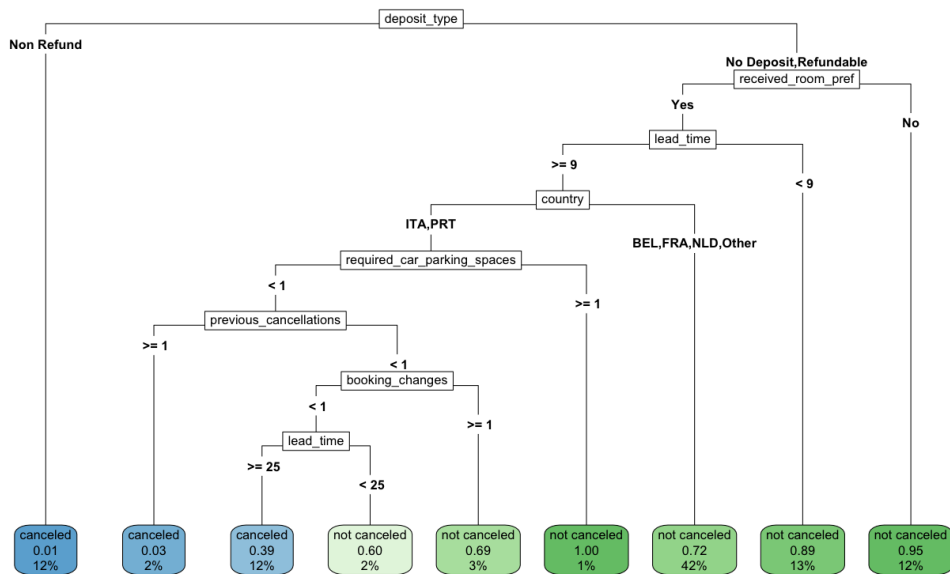 deposit_type
Non Refund
No Deposit,Refundable
received_room_pref
Yes
No
lead_time
>= 9
< 9
country
ITA,PRT
BEL,FRA,NLD,Other
required_car_parking_spaces
< 1
>= 1
previous_cancellations
>= 1
< 1
booking_changes
< 1
>= 1
lead_time
>= 25
< 25
canceled
0.01
12%
canceled
0.03
2%
canceled
0.39
12%
not canceled
0.60
2%
not canceled
0.69
3%
not canceled
1.00
1%
not canceled
0.72
42%
not canceled
0.89
13%
not canceled
0.95
12%